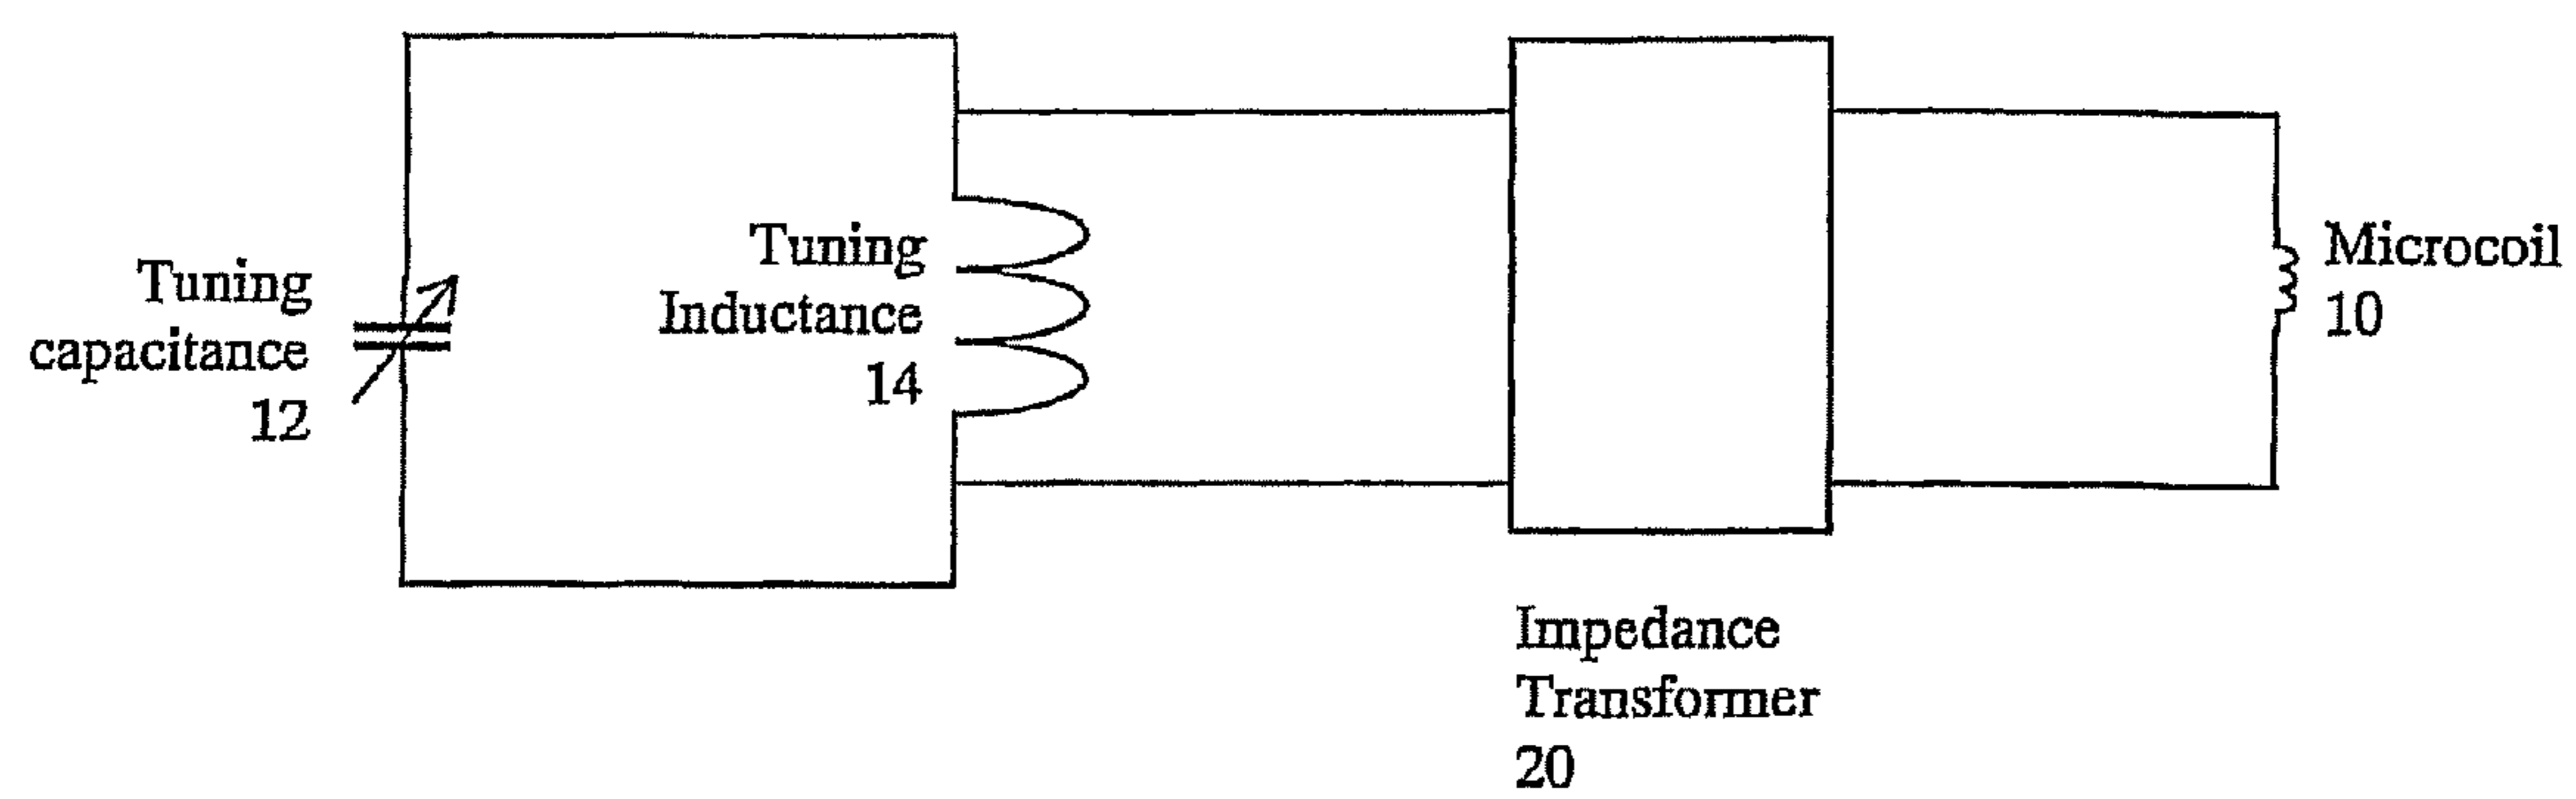 Tuning
capacitance
12
Tuning
Inductance
14
Impedance
Transformer
20
Microcoil
10